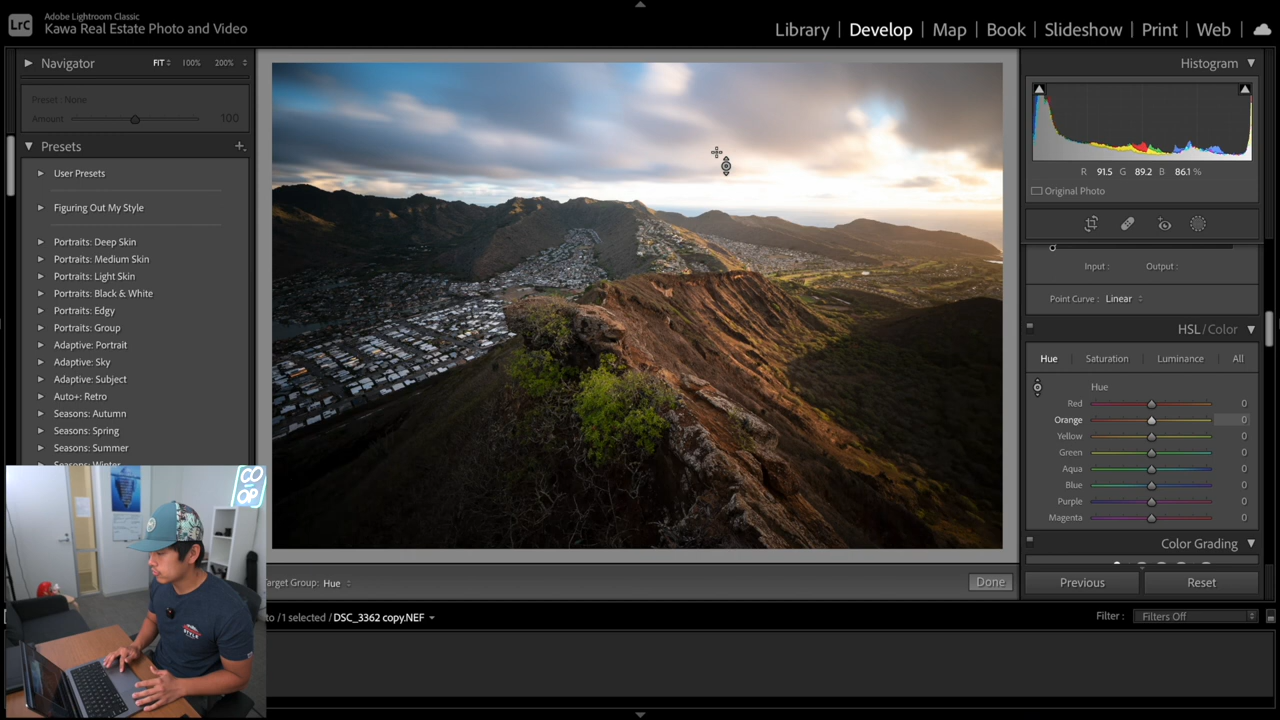 LrC
Adobe Lightroom Classic
Kawa Real Estate Photo and Video
Library | Develop | Map | Book | Slideshow | Print | Web
Navigator
FIT
100%
200%
Histogram
Preset : None
Amount
100
R 91.5 G 89.2 B 86.1 %
Original Photo
Presets
User Presets
Figuring Out My Style
Portraits: Deep Skin
Portraits: Medium Skin
Portraits: Light Skin
Portraits: Black & White
Portraits: Edgy
Portraits: Group
Adaptive: Portrait
Adaptive: Sky
Adaptive: Subject
Auto+: Retro
Seasons: Autumn
Seasons: Spring
Seasons: Summer
Seasons: Winter
Input :
Output :
Point Curve : Linear
HSL / Color
Hue
Saturation
Luminance
All
Hue
Red 0
Orange 0
Yellow 0
Green 0
Aqua 0
Blue 0
Purple 0
Magenta 0
Color Grading
Previous
Reset
arget Group: Hue
Done
to / 1 selected / DSC_3362 copy.NEF
Filter :
Filters Off